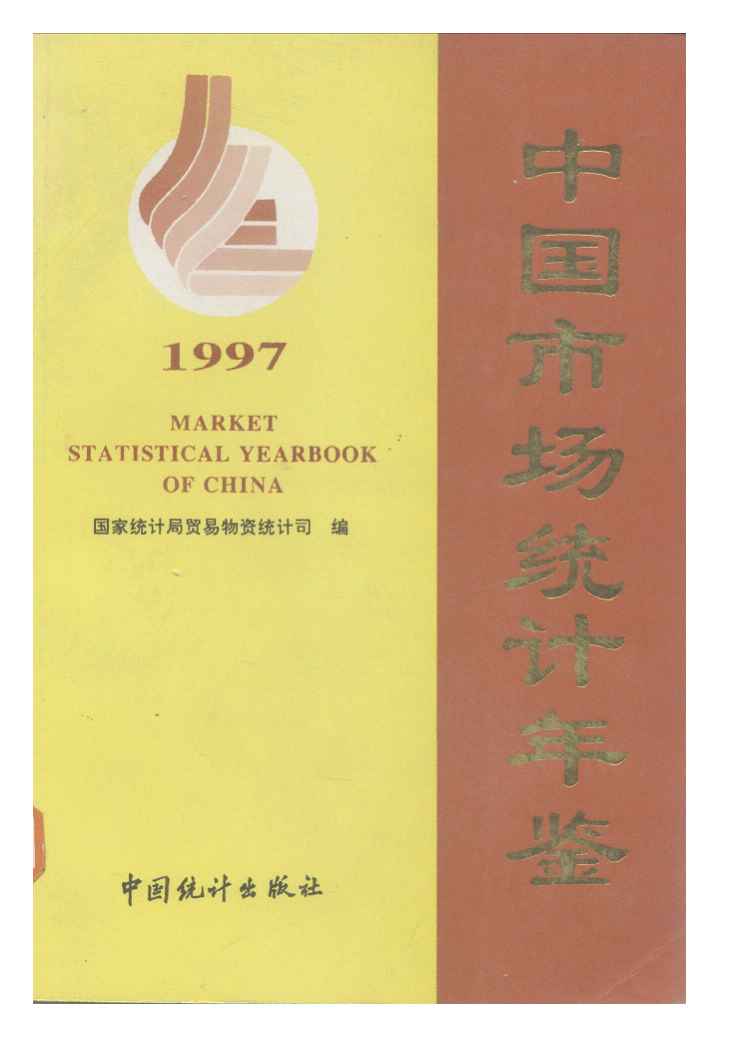 中国市场统计年鉴
1997
MARKET
STATISTICAL YEARBOOK
OF CHINA
国家统计局贸易物资统计司 编
中国统计出版社